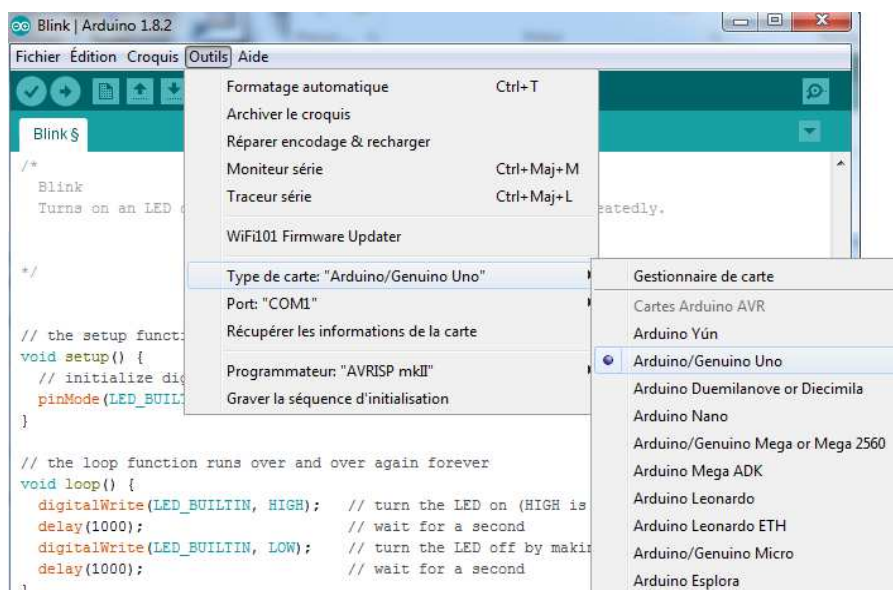 Blink | Arduino 1.8.2
Fichier Édition Croquis Outils Aide
Formatage automatique Ctrl+T
Archiver le croquis
Réparer encodage & recharger
Moniteur série Ctrl+Maj+M
Traceur série Ctrl+Maj+L
WiFi101 Firmware Updater
Type de carte: "Arduino/Genuino Uno"
Port: "COM1"
Récupérer les informations de la carte
Programmateur: "AVRISP mkII"
Graver la séquence d'initialisation
Gestionnaire de carte
Cartes Arduino AVR
Arduino Yún
Arduino/Genuino Uno
Arduino Duemilanove or Diecimila
Arduino Nano
Arduino/Genuino Mega or Mega 2560
Arduino Mega ADK
Arduino Leonardo
Arduino Leonardo ETH
Arduino/Genuino Micro
Arduino Esplora
Blink §
/*
Blink
Turns on an LED eatedly.
*/
// the setup functi
void setup() {
// initialize dig
pinMode(LED_BUIL
}
// the loop function runs over and over again forever
void loop() {
digitalWrite(LED_BUILTIN, HIGH); // turn the LED on (HIGH is
delay(1000); // wait for a second
digitalWrite(LED_BUILTIN, LOW); // turn the LED off by makin
delay(1000); // wait for a second